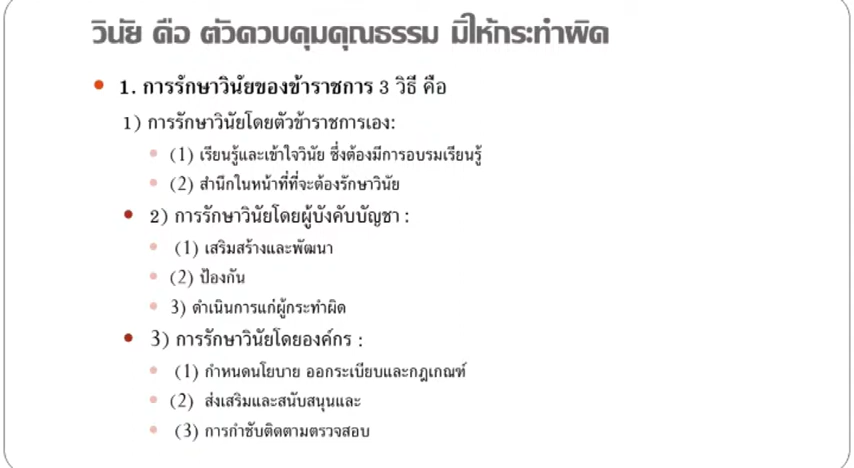 วินัย คือ ตัวควบคุมคุณธรรม มิให้กระทำผิด
1. การรักษาวินัยของข้าราชการ 3 วิธี คือ
1) การรักษาวินัยโดยตัวข้าราชการเอง:
(1) เรียนรู้และเข้าใจวินัย ซึ่งต้องมีการอบรมเรียนรู้
(2) สำนึกในหน้าที่ที่จะต้องรักษาวินัย
2) การรักษาวินัยโดยผู้บังคับบัญชา :
(1) เสริมสร้างและพัฒนา
(2) ป้องกัน
3) ดำเนินการแก่ผู้กระทำผิด
3) การรักษาวินัยโดยองค์กร :
(1) กำหนดนโยบาย ออกระเบียบและกฎเกณฑ์
(2) ส่งเสริมและสนับสนุนและ
(3) การกำชับติดตามตรวจสอบ